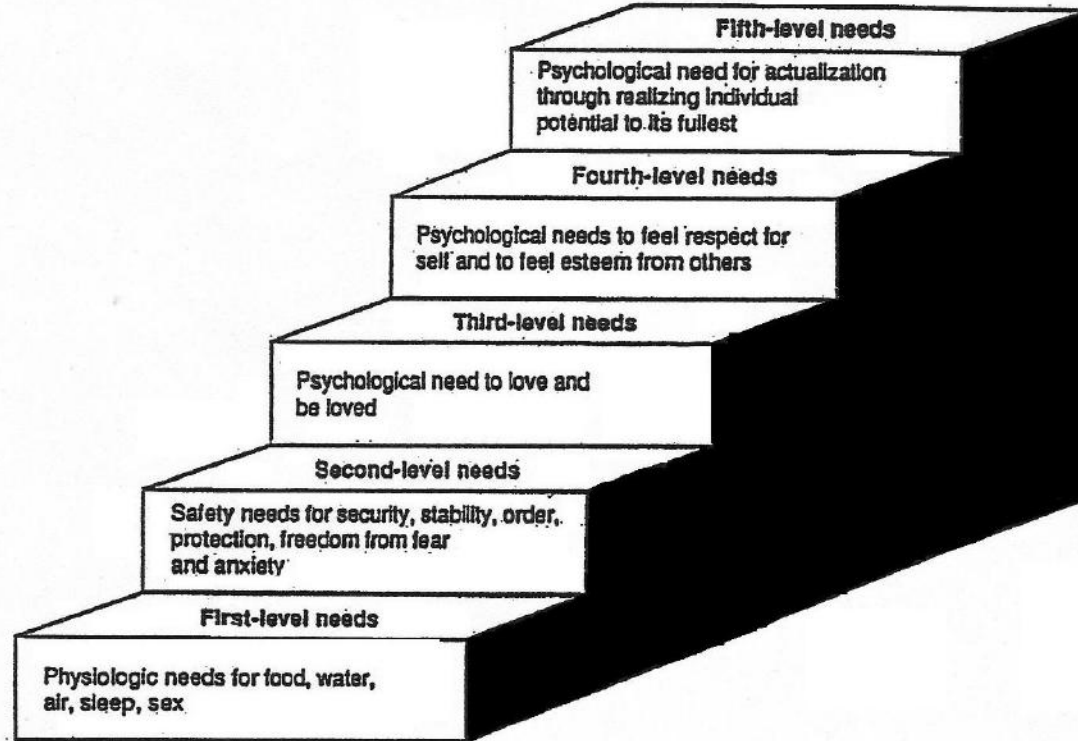 Fifth-level needs
Psychological need for actualization
through realizing individual
potential to its fullest
Fourth-level needs
Psychological needs to feel respect for
self and to feel esteem from others
Third-level needs
Psychological need to love and
be loved
Second-level needs
Safety needs for security, stability, order,
protection, freedom from fear
and anxiety
First-level needs
Physiologic needs for food, water,
air, sleep, sex